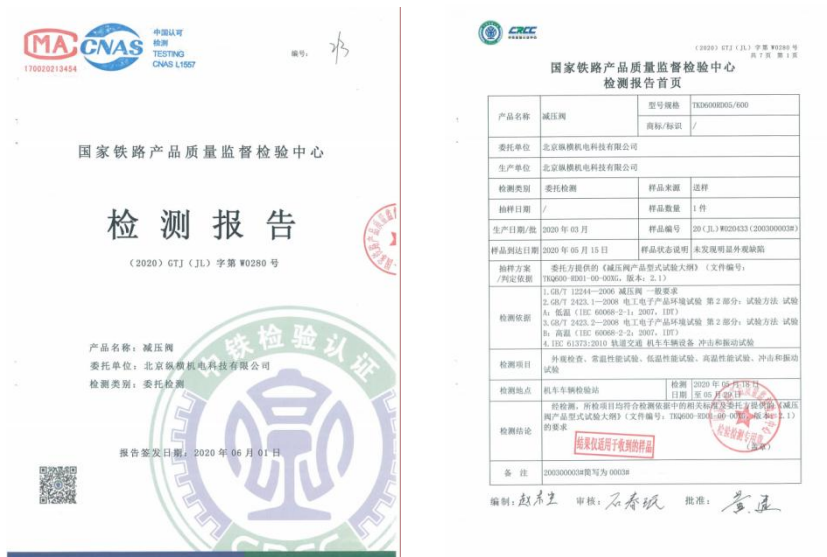 MA
CNAS
中国认可
检测
TESTING
CNAS L1557
170020213454
编号:
2/3
国家铁路产品质量监督检验中心
检测报告
(2020) GTJ (JL) 字第 W0280 号
产品名称: 减压阀
委托单位: 北京纵横机电科技有限公司
检测类别: 委托检测
报告签发日期: 2020 年 06 月 01 日
中铁检验认证
CRCC
CRCC
(2020) GTJ (JL) 字第 W0280 号
共 7 页 第 1 页
国家铁路产品质量监督检验中心
检测报告首页
产品名称 减压阀 型号规格 TKD600RD05/600
商标/标识 /
委托单位 北京纵横机电科技有限公司
生产单位 北京纵横机电科技有限公司
检测类别 委托检测 样品来源 送样
抽样日期 / 样品数量 1 件
生产日期/批 2020 年 03 月 样品编号 20(JL)W020433(200300003#)
样品到达日期 2020 年 05 月 15 日 样品状态说明 未发现明显外观缺陷
抽样方案 委托方提供的《减压阀产品型式试验大纲》(文件编号:
/判定依据 TKQ600-RD01-00-00XG, 版本: 2.1)
检测依据
1.GB/T 12244—2006 减压阀 一般要求
2.GB/T 2423.1—2008 电工电子产品环境试验 第 2 部分: 试验方法 试验
A: 低温 (IEC 60068-2-1: 2007, IDT)
3.GB/T 2423.2—2008 电工电子产品环境试验 第 2 部分: 试验方法 试验
B: 高温 (IEC 60068-2-2: 2007, IDT)
4.IEC 61373:2010 轨道交通 机车车辆设备 冲击和振动试验
检测项目 外观检查、常温性能试验、低温性能试验、高温性能试验、冲击和振动
试验
检测地点 机车车辆检验站 检测 2020 年 05 月 18 日
日期 至 05 月 29 日
检测结论 经检测, 所检项目均符合检测依据中的相关标准及委托方提供的《减压
阀产品型式试验大纲》(文件编号: TKQ600-RD01-00-00XG, 版本: 2.1)
的要求
结果仅适用于收到的样品
检验检测专用章
(盖章)
备 注 200300003#简写为 0003#
编制: 审核: 批准: